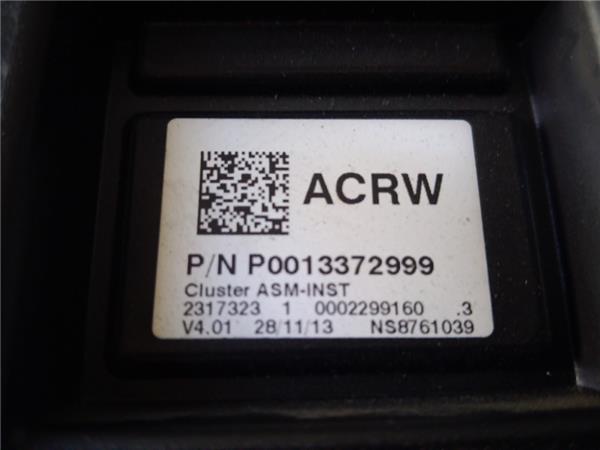 ACRW
P/N P0013372999
Cluster ASM-INST
2317323 1 0002299160 .3
V4.01 28/11/13 NS8761039